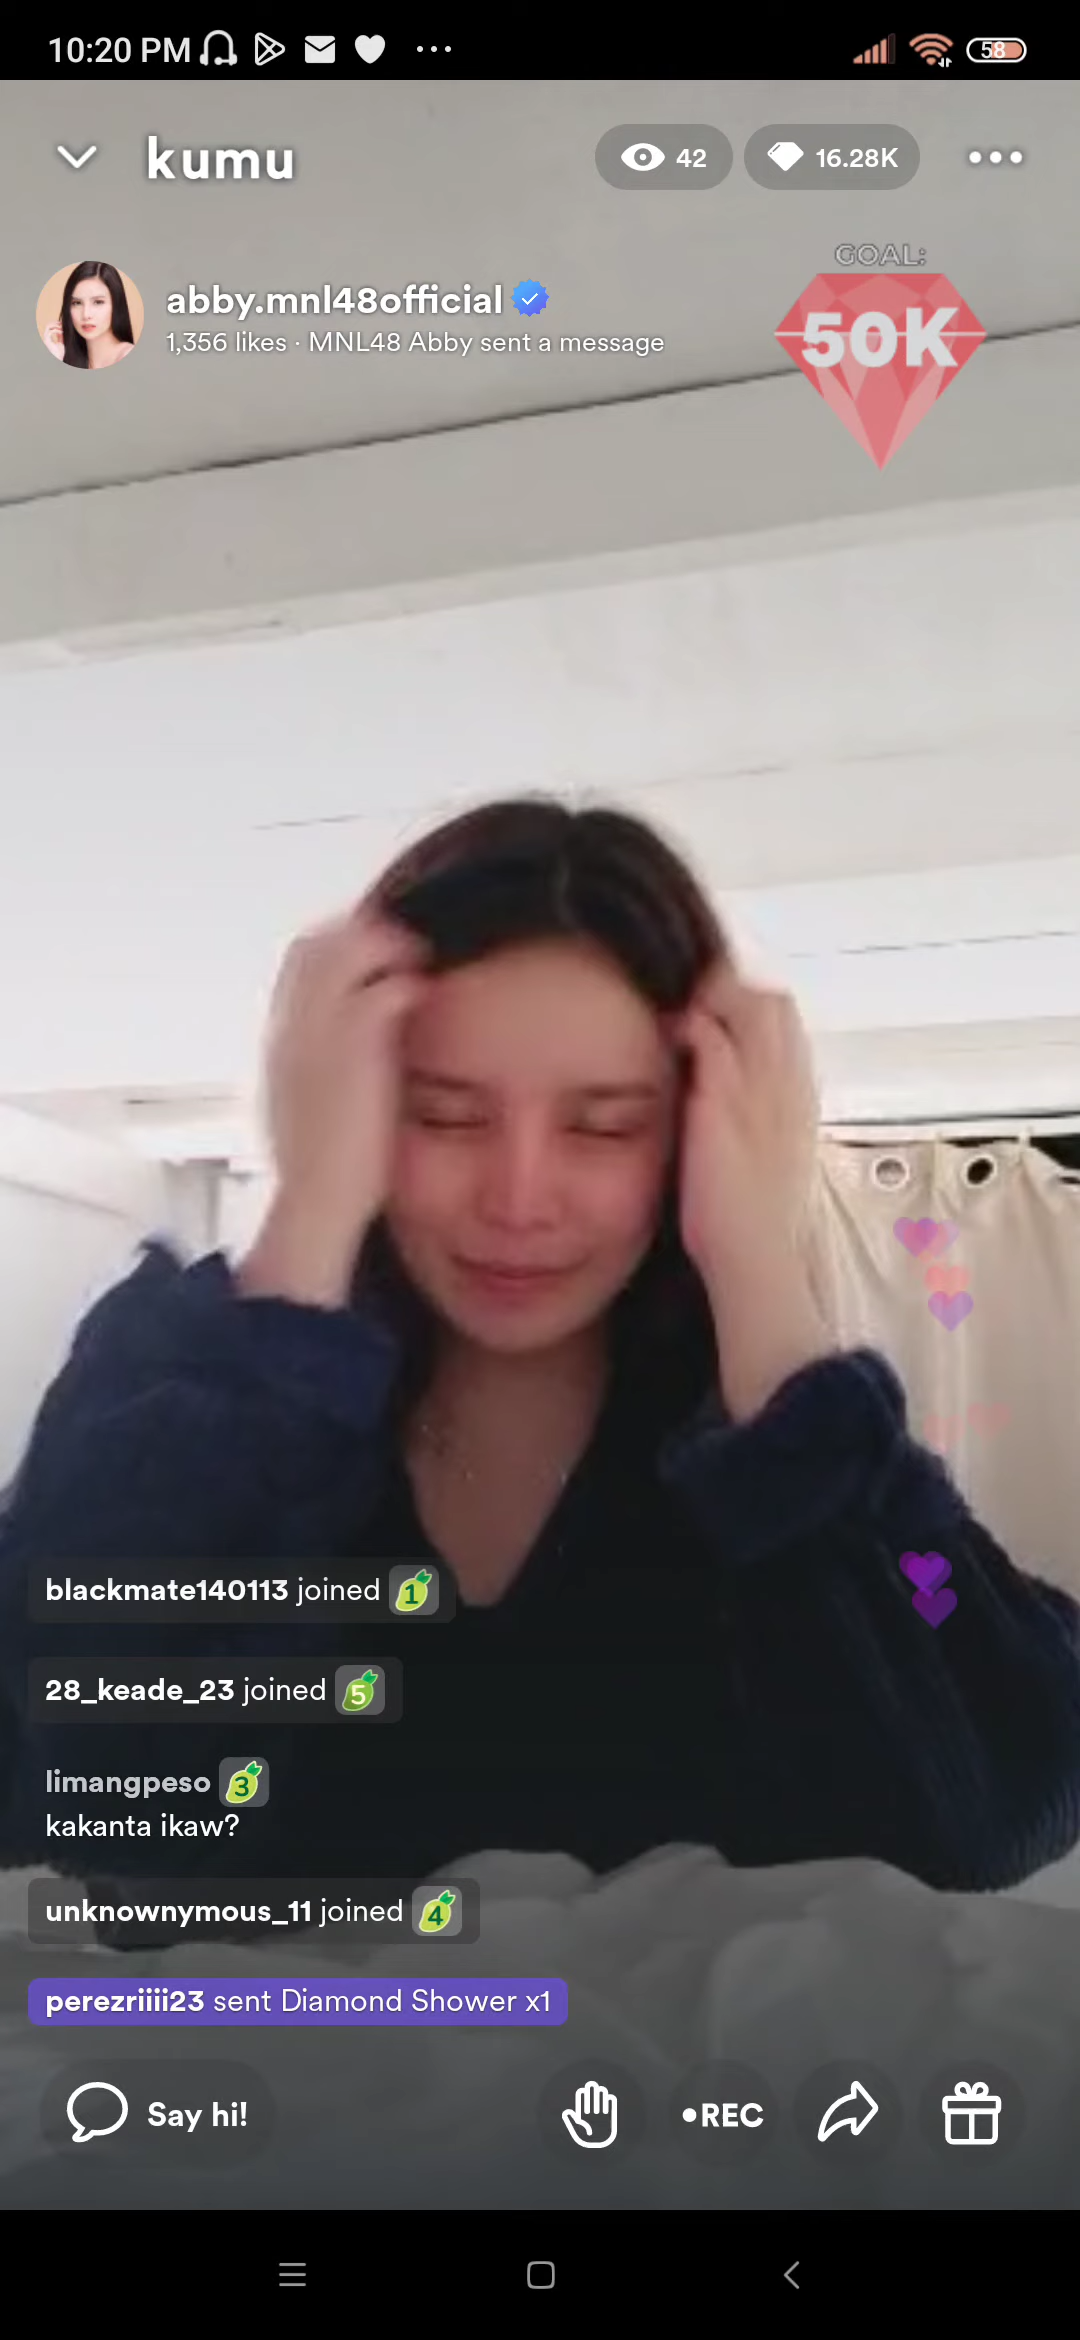 10:20 PM
58
kumu
42
16.28K
GOAL:
50K
abby.mnl48official
1,356 likes · MNL48 Abby sent a message
blackmate140113 joined 1
28_keade_23 joined 5
limangpeso 3
kakanta ikaw?
unknownymous_11 joined 4
perezriiii23 sent Diamond Shower x1
Say hi!
•REC